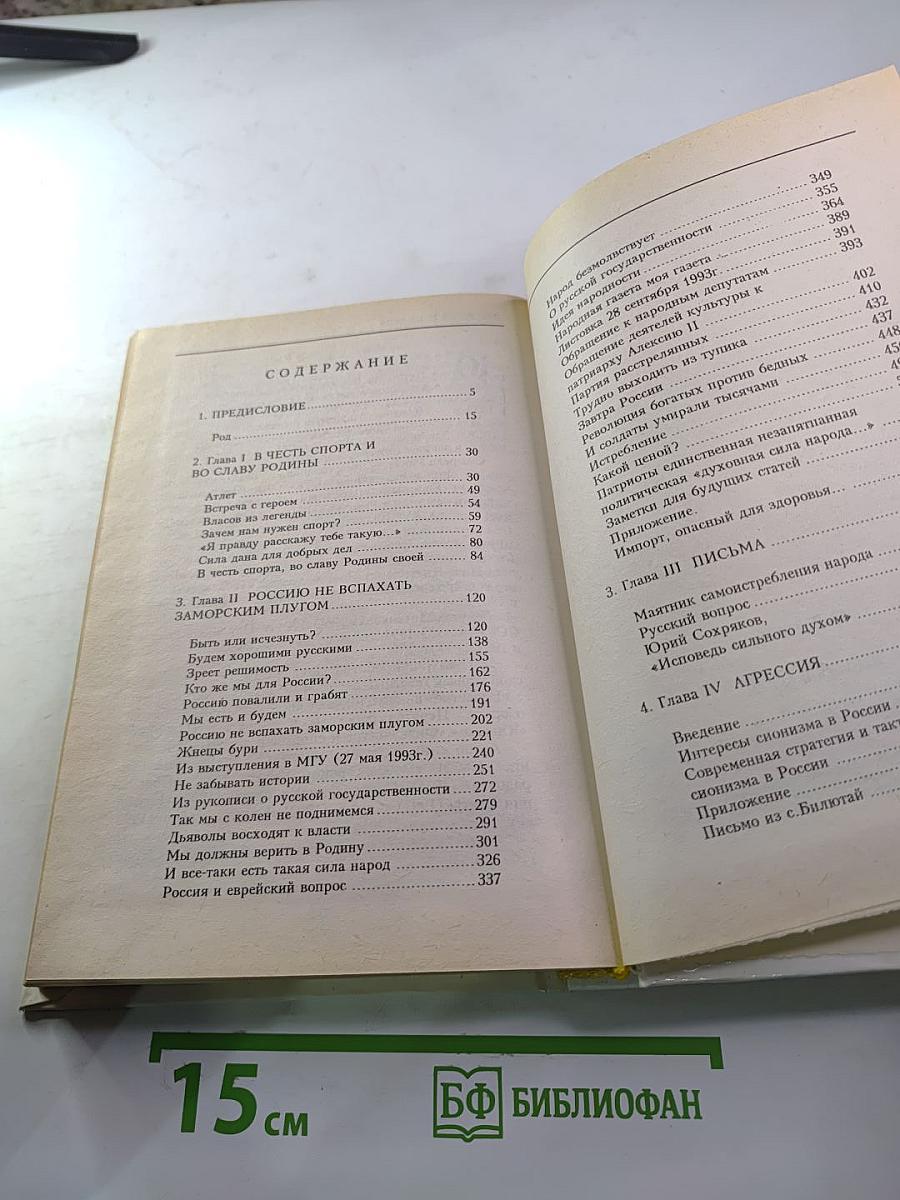 СОДЕРЖАНИЕ
1. ПРЕДИСЛОВИЕ 5
Род 15
2. Глава I В ЧЕСТЬ СПОРТА И
ВО СЛАВУ РОДИНЫ 30
Атлет 30
Встреча с героем 49
Власов из легенды 54
Зачем нам нужен спорт? 59
«Я правду расскажу тебе такую...» 72
Сила дана для добрых дел 80
В честь спорта, во славу Родины своей 84
3. Глава II РОССИЮ НЕ ВСПАХАТЬ
ЗАМОРСКИМ ПЛУГОМ 120
Быть или исчезнуть? 120
Будем хорошими русскими 138
Зреет решимость 155
Кто же мы для России? 162
Россию повалили и грабят 176
Мы есть и будем 191
Россию не вспахать заморским плугом 202
Жнецы бури 221
Из выступления в МГУ (27 мая 1993г.) 240
Не забывать истории 251
Из рукописи о русской государственности 272
Так мы с колен не поднимемся 279
Дьяволы восходят к власти 291
Мы должны верить в Родину 301
И все-таки есть такая сила народ 326
Россия и еврейский вопрос 337
Народ безмолвствует 349
О русской государственности 355
Идея народности 364
Народная газета моя газета 389
Листовка 28 сентября 1993г. 391
Обращение к народным депутатам 393
Обращение деятелей культуры к
патриарху Алексию II 402
Партия расстрелянных 410
Трудно выходить из тупика 432
Завтра России 437
Революция богатых против бедных 448
И солдаты умирали тысячами
Истребление
Какой ценой?
Патриоты единственная незапятнанная
политическая «духовная сила народа...»
Заметки для будущих статей
Приложение.
Импорт, опасный для здоровья...
3. Глава III ПИСЬМА
Маятник самоистребления народа
Русский вопрос
Юрий Сохряков,
«Исповедь сильного духом»
4. Глава IV АГРЕССИЯ
Введение
Интересы сионизма в России
Современная стратегия и
сионизма в России
Приложение
Письмо из с.Билютай
15 см
БФ БИБЛИОФАН